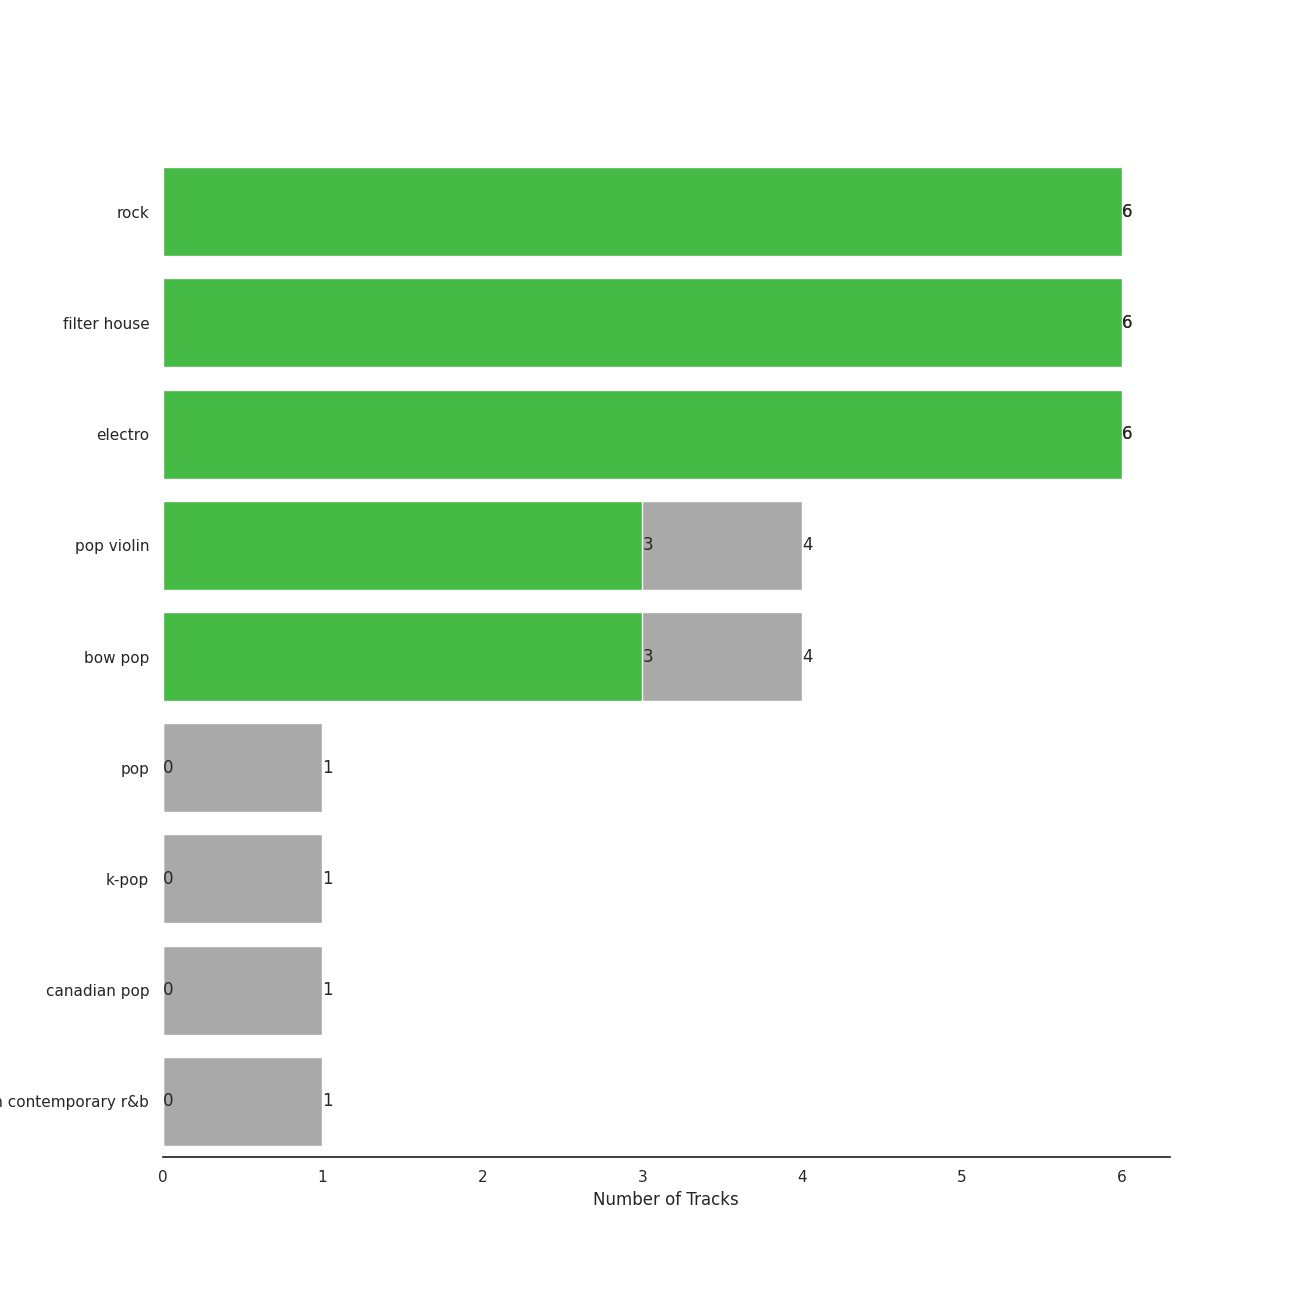 rock 6
filter house 6
electro 6
pop violin 3 4
bow pop 3 4
pop 0 1
k-pop 0 1
canadian pop 0 1
contemporary r&b 0 1
0 1 2 3 4 5 6
Number of Tracks